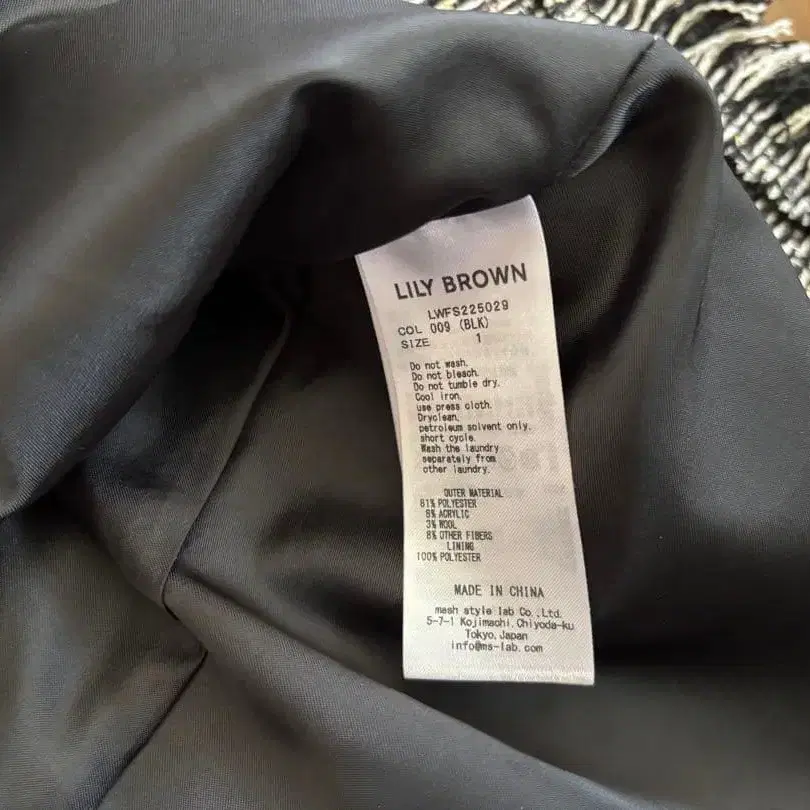 LILY BROWN
LWFS225029
COL 009 (BLK)
SIZE 1
Do not wash.
Do not bleach.
Do not tumble dry.
Cool iron,
use press cloth.
Dryclean,
petroleum solvent only,
short cycle.
Wash the laundry
separately from
other laundry.
OUTER MATERIAL
81% POLYESTER
8% ACRYLIC
3% WOOL
8% OTHER FIBERS
LINING
100% POLYESTER
MADE IN CHINA
mash style lab Co.,Ltd.
5-7-1 Kojimachi,Chiyoda-ku
Tokyo,Japan
info@ms-lab.com